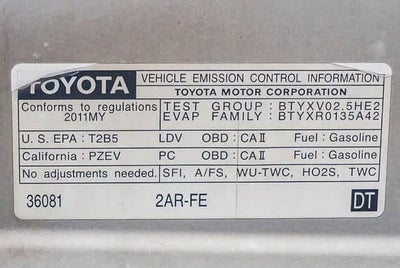 TOYOTA VEHICLE EMISSION CONTROL INFORMATION
TOYOTA MOTOR CORPORATION
Conforms to regulations TEST GROUP : BTYXV02.5HE2
2011MY EVAP FAMILY : BTYXR0135A42
U. S. EPA : T2B5 LDV OBD : CAⅡ Fuel : Gasoline
California : PZEV PC OBD : CAⅡ Fuel : Gasoline
No adjustments needed. SFI, A/FS, WU-TWC, HO2S, TWC
36081 2AR-FE DT